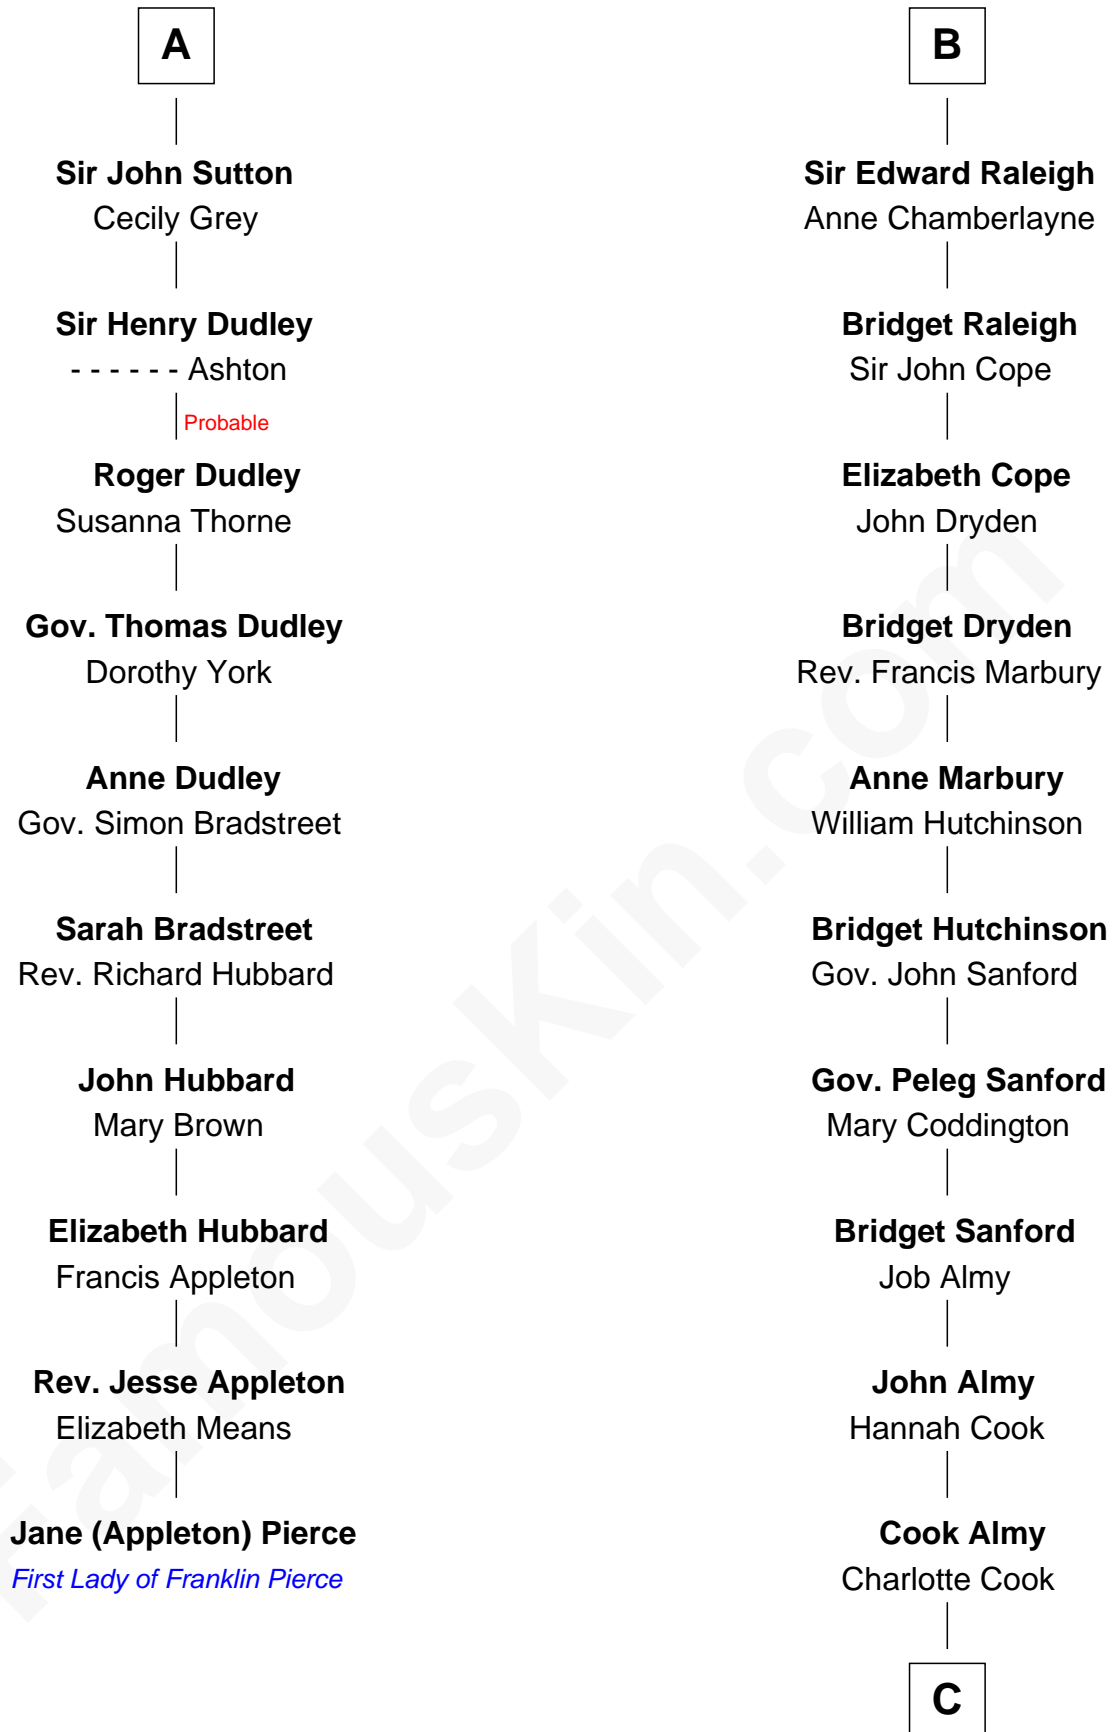 A
Sir John Sutton
Cecily Grey
Sir Henry Dudley
- - - - - - Ashton
Probable
Roger Dudley
Susanna Thorne
Gov. Thomas Dudley
Dorothy York
Anne Dudley
Gov. Simon Bradstreet
Sarah Bradstreet
Rev. Richard Hubbard
John Hubbard
Mary Brown
Elizabeth Hubbard
Francis Appleton
Rev. Jesse Appleton
Elizabeth Means
Jane (Appleton) Pierce
First Lady of Franklin Pierce
B
Sir Edward Raleigh
Anne Chamberlayne
Bridget Raleigh
Sir John Cope
Elizabeth Cope
John Dryden
Bridget Dryden
Rev. Francis Marbury
Anne Marbury
William Hutchinson
Bridget Hutchinson
Gov. John Sanford
Gov. Peleg Sanford
Mary Coddington
Bridget Sanford
Job Almy
John Almy
Hannah Cook
Cook Almy
Charlotte Cook
C
FamousKin.com